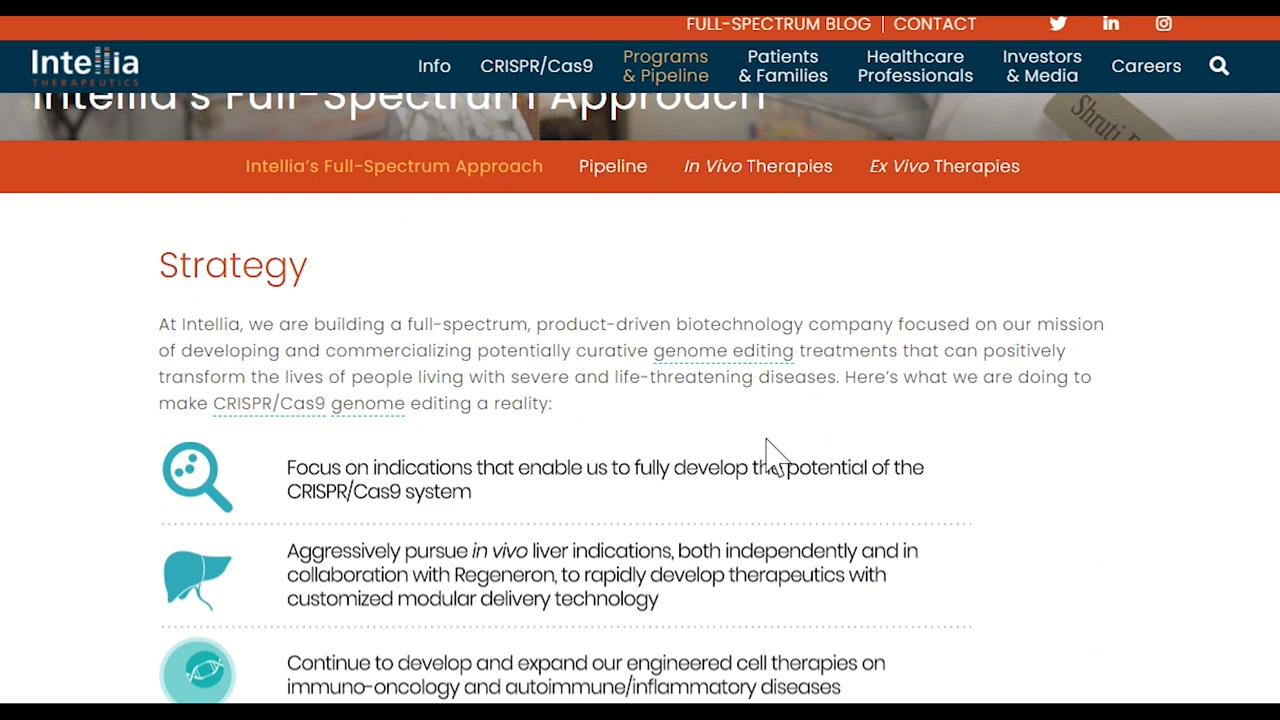 FULL-SPECTRUM BLOG | CONTACT
Intellia
THERAPEUTICS
Info
CRISPR/Cas9
Programs
& Pipeline
Patients
& Families
Healthcare
Professionals
Investors
& Media
Careers
Intellia's Full-Spectrum Approach
Shruti
Intellia's Full-Spectrum Approach
Pipeline
In Vivo Therapies
Ex Vivo Therapies
Strategy
At Intellia, we are building a full-spectrum, product-driven biotechnology company focused on our mission
of developing and commercializing potentially curative genome editing treatments that can positively
transform the lives of people living with severe and life-threatening diseases. Here's what we are doing to
make CRISPR/Cas9 genome editing a reality:
Focus on indications that enable us to fully develop the potential of the
CRISPR/Cas9 system
Aggressively pursue in vivo liver indications, both independently and in
collaboration with Regeneron, to rapidly develop therapeutics with
customized modular delivery technology
Continue to develop and expand our engineered cell therapies on
immuno-oncology and autoimmune/inflammatory diseases